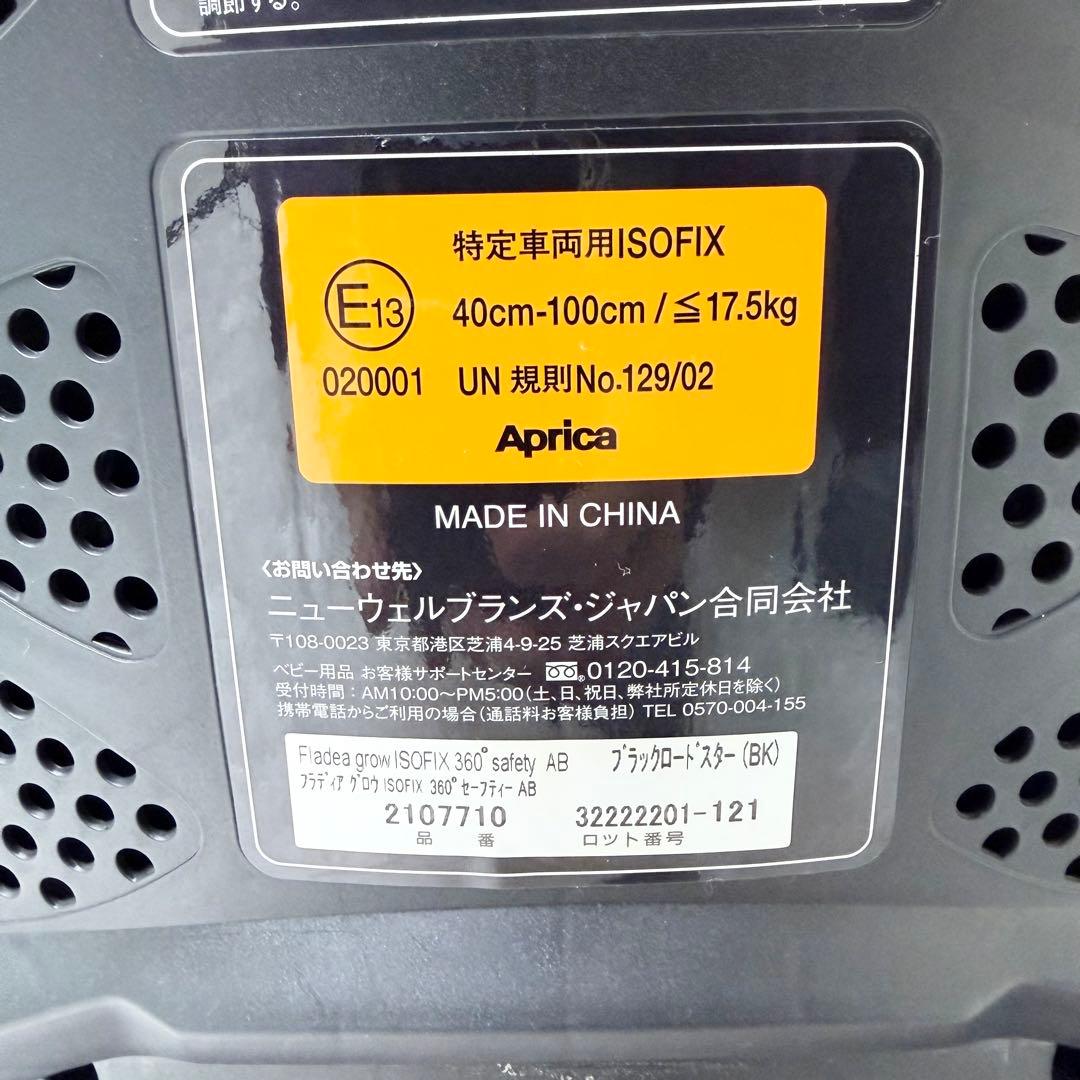 調節する。
特定車両用ISOFIX
E13
40cm-100cm / ≦17.5kg
020001 UN 規則No.129/02
Aprica
MADE IN CHINA
〈お問い合わせ先〉
ニューウェルブランズ・ジャパン合同会社
〒108-0023 東京都港区芝浦4-9-25 芝浦スクエアビル
ベビー用品 お客様サポートセンター 0120-415-814
受付時間：AM10:00〜PM5:00（土、日、祝日、弊社所定休日を除く）
携帯電話からご利用の場合（通話料お客様負担） TEL 0570-004-155
Fladea grow ISOFIX 360° safety AB ブラックロードスター (BK)
フラディア グロウ ISOFIX 360° セーフティー AB
2107710 32222201-121
品番 ロット番号